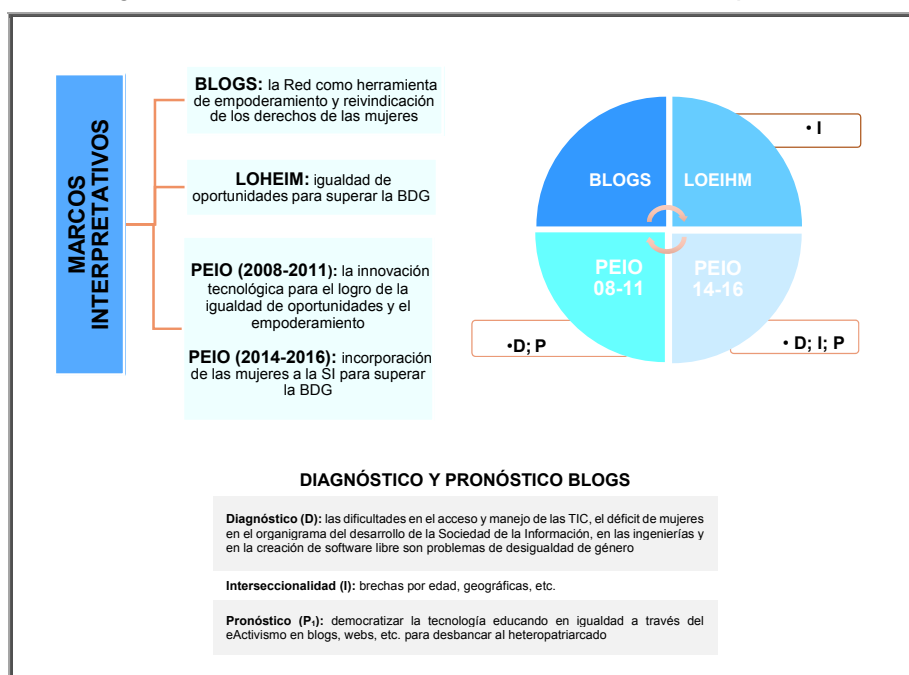 MARCOS
INTERPRETATIVOS
BLOGS: la Red como herramienta
de empoderamiento y reivindicación
de los derechos de las mujeres
LOHEIM: igualdad de
oportunidades para superar la BDG
PEIO (2008-2011): la innovación
tecnológica para el logro de la
igualdad de oportunidades y el
empoderamiento
PEIO (2014-2016): incorporación
de las mujeres a la SI para superar
la BDG
BLOGS
LOEIHM
PEIO
08-11
PEIO
14-16
• I
•D; P
• D; I; P
DIAGNÓSTICO Y PRONÓSTICO BLOGS
Diagnóstico (D): las dificultades en el acceso y manejo de las TIC, el déficit de mujeres
en el organigrama del desarrollo de la Sociedad de la Información, en las ingenierías y
en la creación de software libre son problemas de desigualdad de género
Interseccionalidad (I): brechas por edad, geográficas, etc.
Pronóstico (P₁): democratizar la tecnología educando en igualdad a través del
eActivismo en blogs, webs, etc. para desbancar al heteropatriarcado